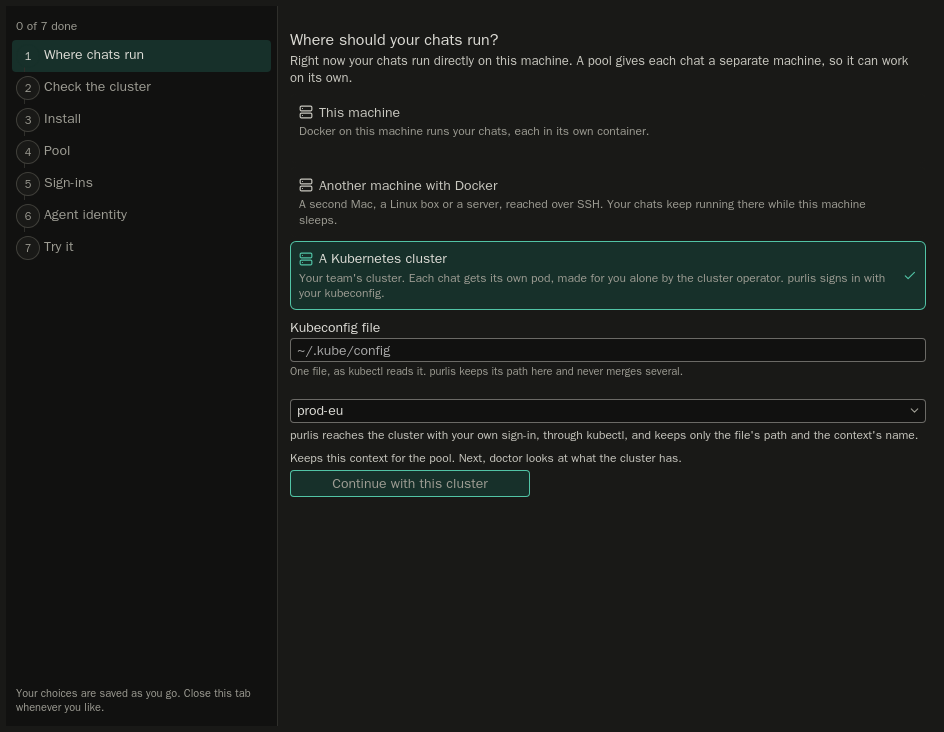 0 of 7 done
1 Where chats run
2 Check the cluster
3 Install
4 Pool
5 Sign-ins
6 Agent identity
7 Try it
Your choices are saved as you go. Close this tab
whenever you like.
Where should your chats run?
Right now your chats run directly on this machine. A pool gives each chat a separate machine, so it can work
on its own.
This machine
Docker on this machine runs your chats, each in its own container.
Another machine with Docker
A second Mac, a Linux box or a server, reached over SSH. Your chats keep running there while this machine
sleeps.
A Kubernetes cluster
Your team's cluster. Each chat gets its own pod, made for you alone by the cluster operator. purlis signs in with
your kubeconfig.
Kubeconfig file
~/.kube/config
One file, as kubectl reads it. purlis keeps its path here and never merges several.
prod-eu
purlis reaches the cluster with your own sign-in, through kubectl, and keeps only the file's path and the context's name.
Keeps this context for the pool. Next, doctor looks at what the cluster has.
Continue with this cluster